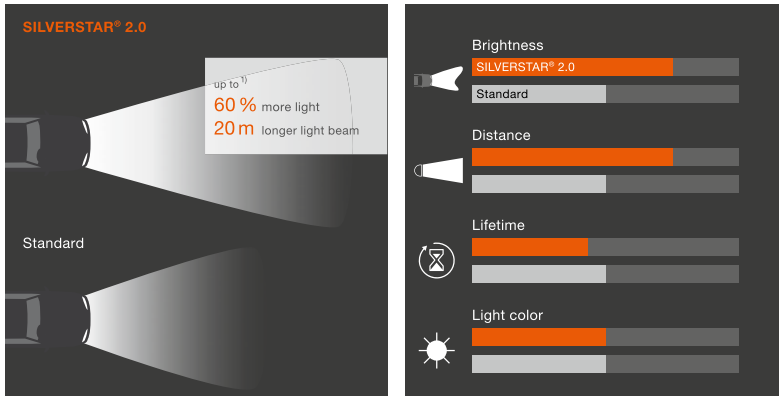 SILVERSTAR® 2.0
up to 1)
60 % more light
20 m longer light beam
Standard
Brightness
SILVERSTAR® 2.0
Standard
Distance
Lifetime
Light color